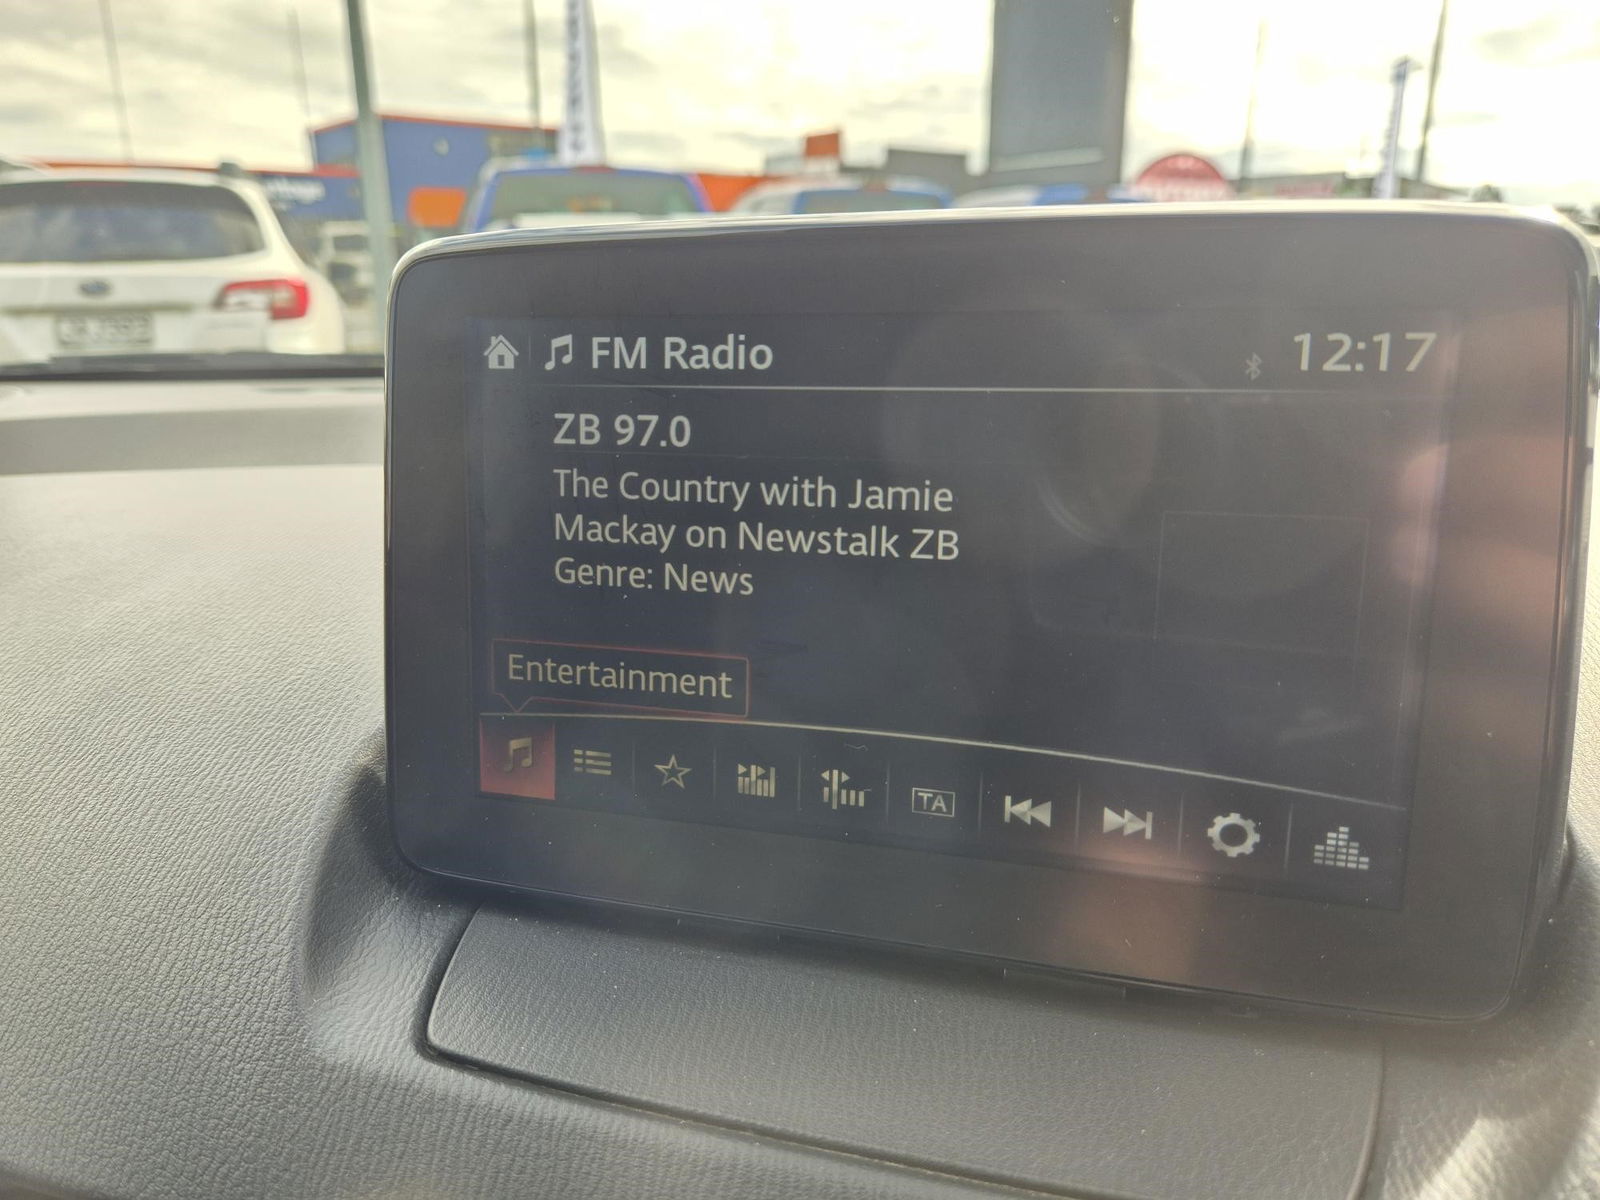 FM Radio
12:17
ZB 97.0
The Country with Jamie
Mackay on Newstalk ZB
Genre: News
Entertainment
TA